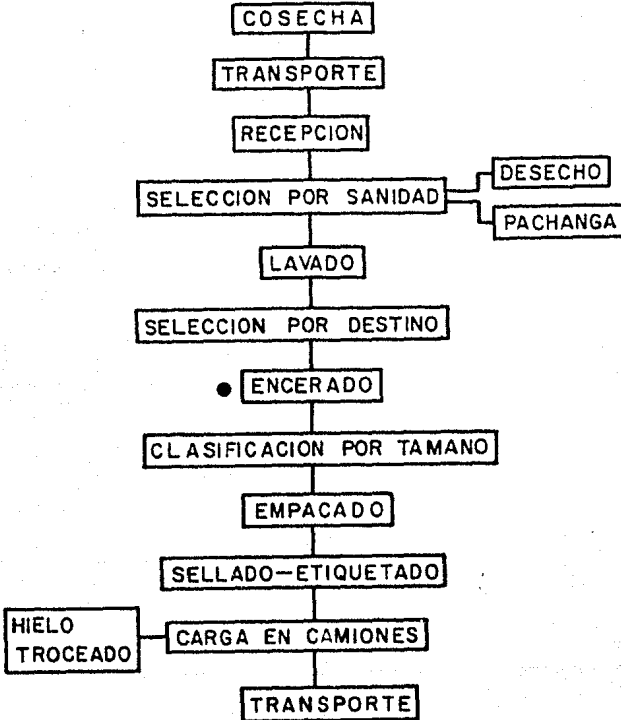 COSECHA
TRANSPORTE
RECEPCION
SELECCION POR SANIDAD
DESECHO
PACHANGA
LAVADO
SELECCION POR DESTINO
ENCERADO
CLASIFICACION POR TAMANO
EMPACADO
SELLADO-ETIQUETADO
HIELO
TROCEADO
CARGA EN CAMIONES
TRANSPORTE